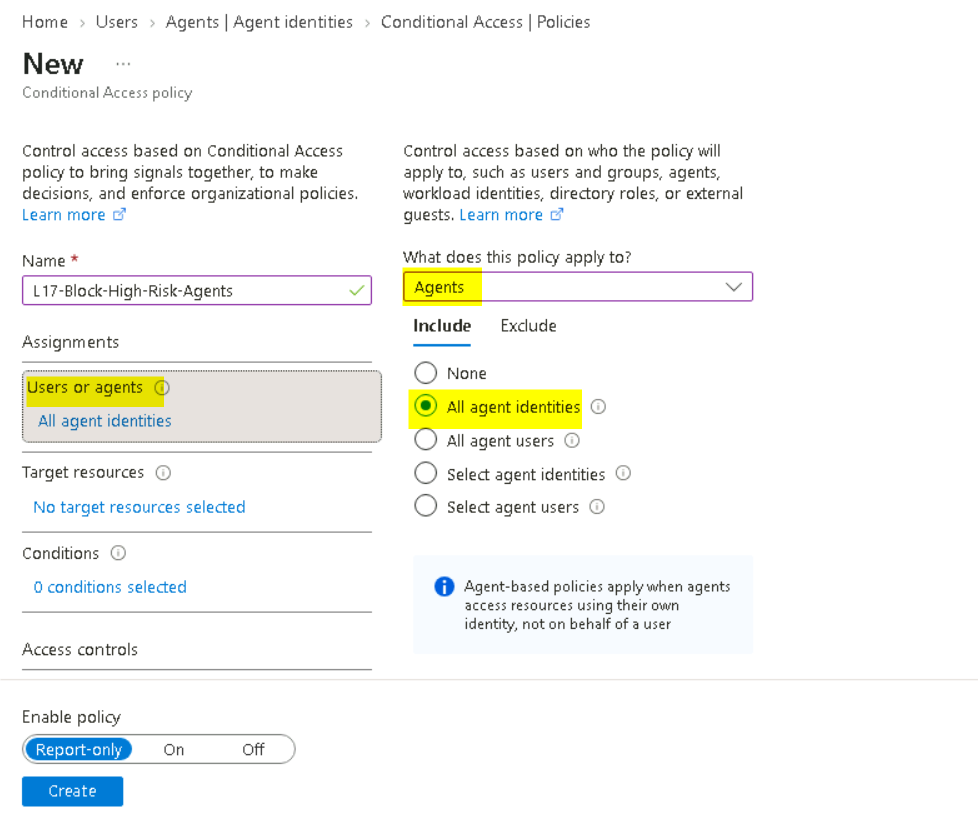 Home > Users > Agents | Agent identities > Conditional Access | Policies
New ...
Conditional Access policy
Control access based on Conditional Access
policy to bring signals together, to make
decisions, and enforce organizational policies.
Learn more
Name *
L17-Block-High-Risk-Agents
Assignments
Users or agents
All agent identities
Target resources
No target resources selected
Conditions
0 conditions selected
Access controls
Control access based on who the policy will
apply to, such as users and groups, agents,
workload identities, directory roles, or external
guests. Learn more
What does this policy apply to?
Agents
Include Exclude
None
All agent identities
All agent users
Select agent identities
Select agent users
Agent-based policies apply when agents
access resources using their own
identity, not on behalf of a user
Enable policy
Report-only On Off
Create